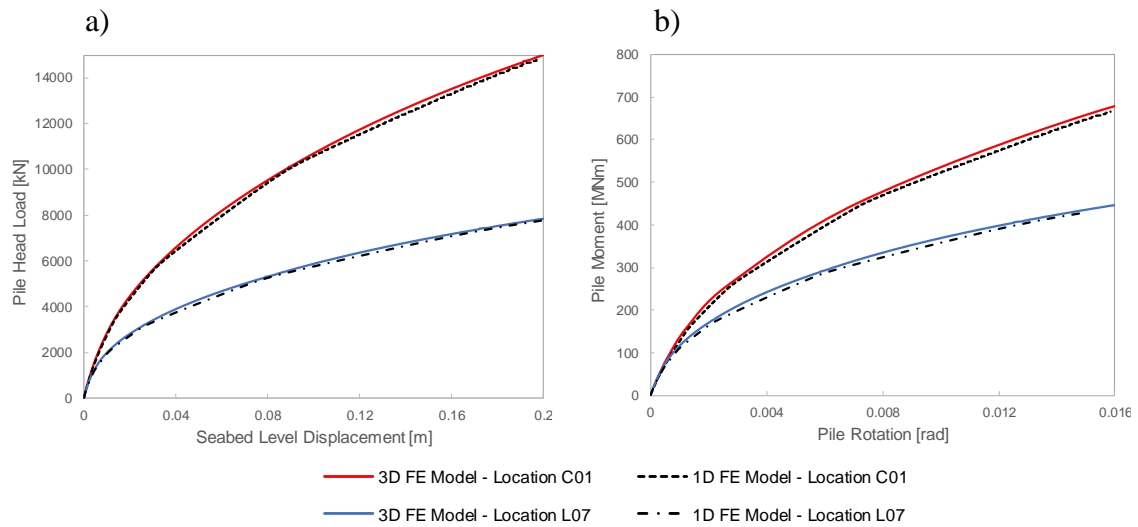 a)
Pile Head Load [kN]
14000
12000
10000
8000
6000
4000
2000
0
0
0.04
0.08
0.12
0.16
0.2
Seabed Level Displacement [m]
b)
Pile Moment [MNm]
800
700
600
500
400
300
200
100
0
0
0.004
0.008
0.012
0.016
Pile Rotation [rad]
3D FE Model - Location C01
1D FE Model - Location C01
3D FE Model - Location L07
1D FE Model - Location L07